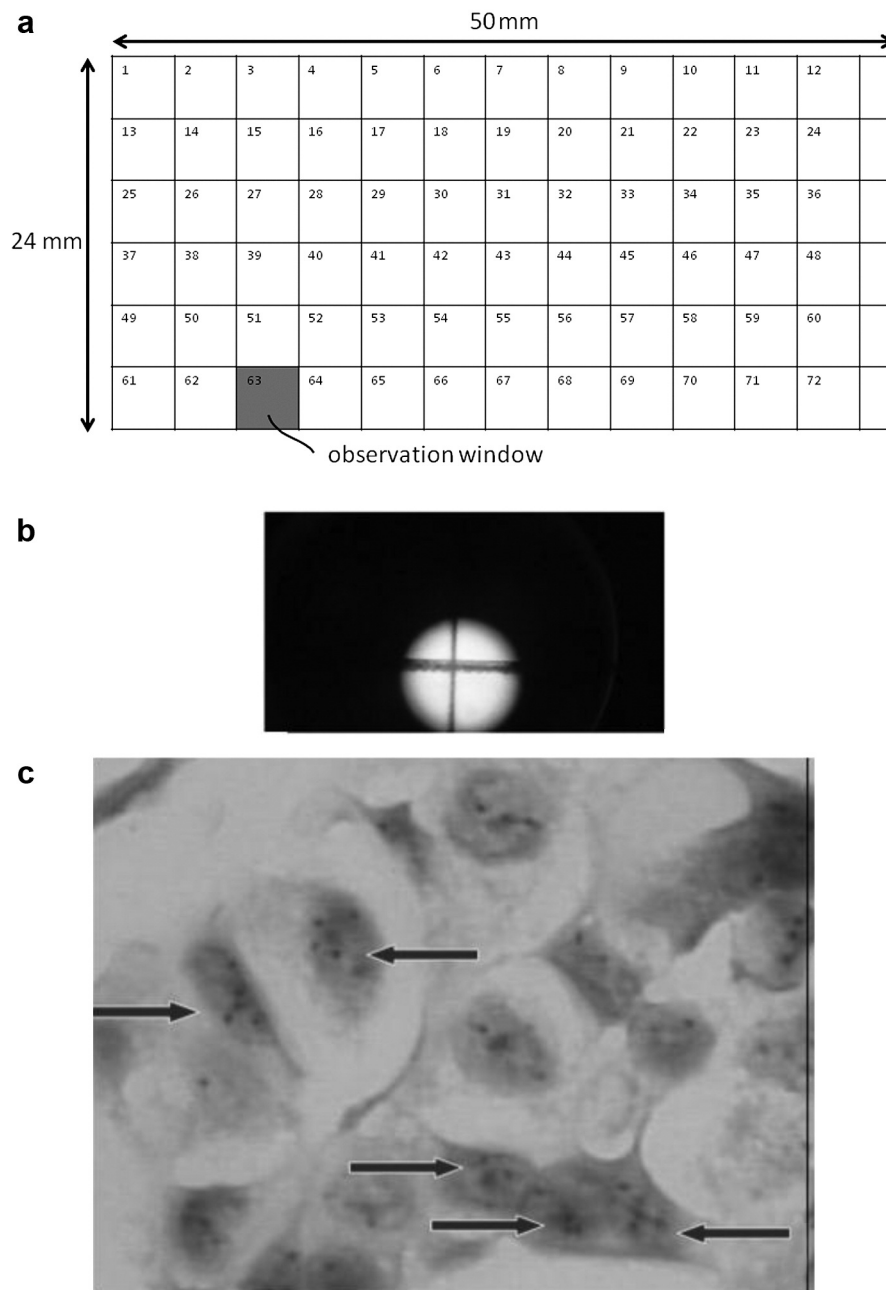 a
50 mm
24 mm
1 2 3 4 5 6 7 8 9 10 11 12
13 14 15 16 17 18 19 20 21 22 23 24
25 26 27 28 29 30 31 32 33 34 35 36
37 38 39 40 41 42 43 44 45 46 47 48
49 50 51 52 53 54 55 56 57 58 59 60
61 62 63 64 65 66 67 68 69 70 71 72
observation window
b
c